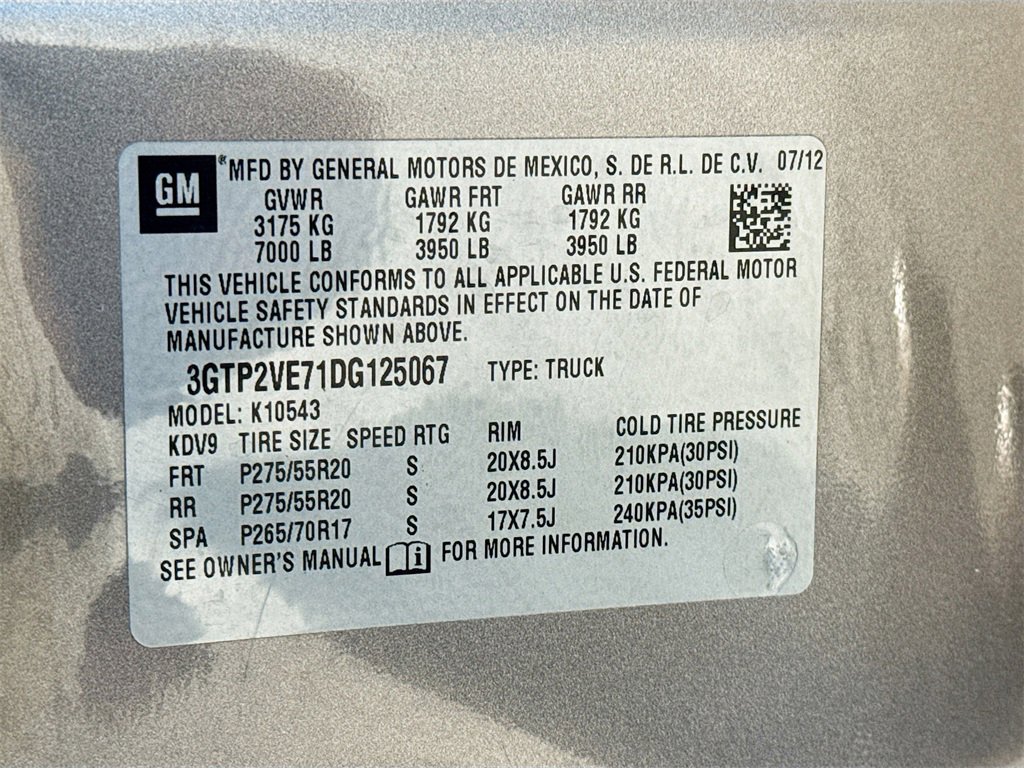 GM ® MFD BY GENERAL MOTORS DE MEXICO, S. DE R.L. DE C.V. 07/12
GVWR GAWR FRT GAWR RR
3175 KG 1792 KG 1792 KG
7000 LB 3950 LB 3950 LB
THIS VEHICLE CONFORMS TO ALL APPLICABLE U.S. FEDERAL MOTOR
VEHICLE SAFETY STANDARDS IN EFFECT ON THE DATE OF
MANUFACTURE SHOWN ABOVE.
3GTP2VE71DG125067 TYPE: TRUCK
MODEL: K10543
KDV9 TIRE SIZE SPEED RTG RIM COLD TIRE PRESSURE
FRT P275/55R20 S 20X8.5J 210KPA(30PSI)
RR P275/55R20 S 20X8.5J 210KPA(30PSI)
SPA P265/70R17 S 17X7.5J 240KPA(35PSI)
SEE OWNER'S MANUAL i FOR MORE INFORMATION.